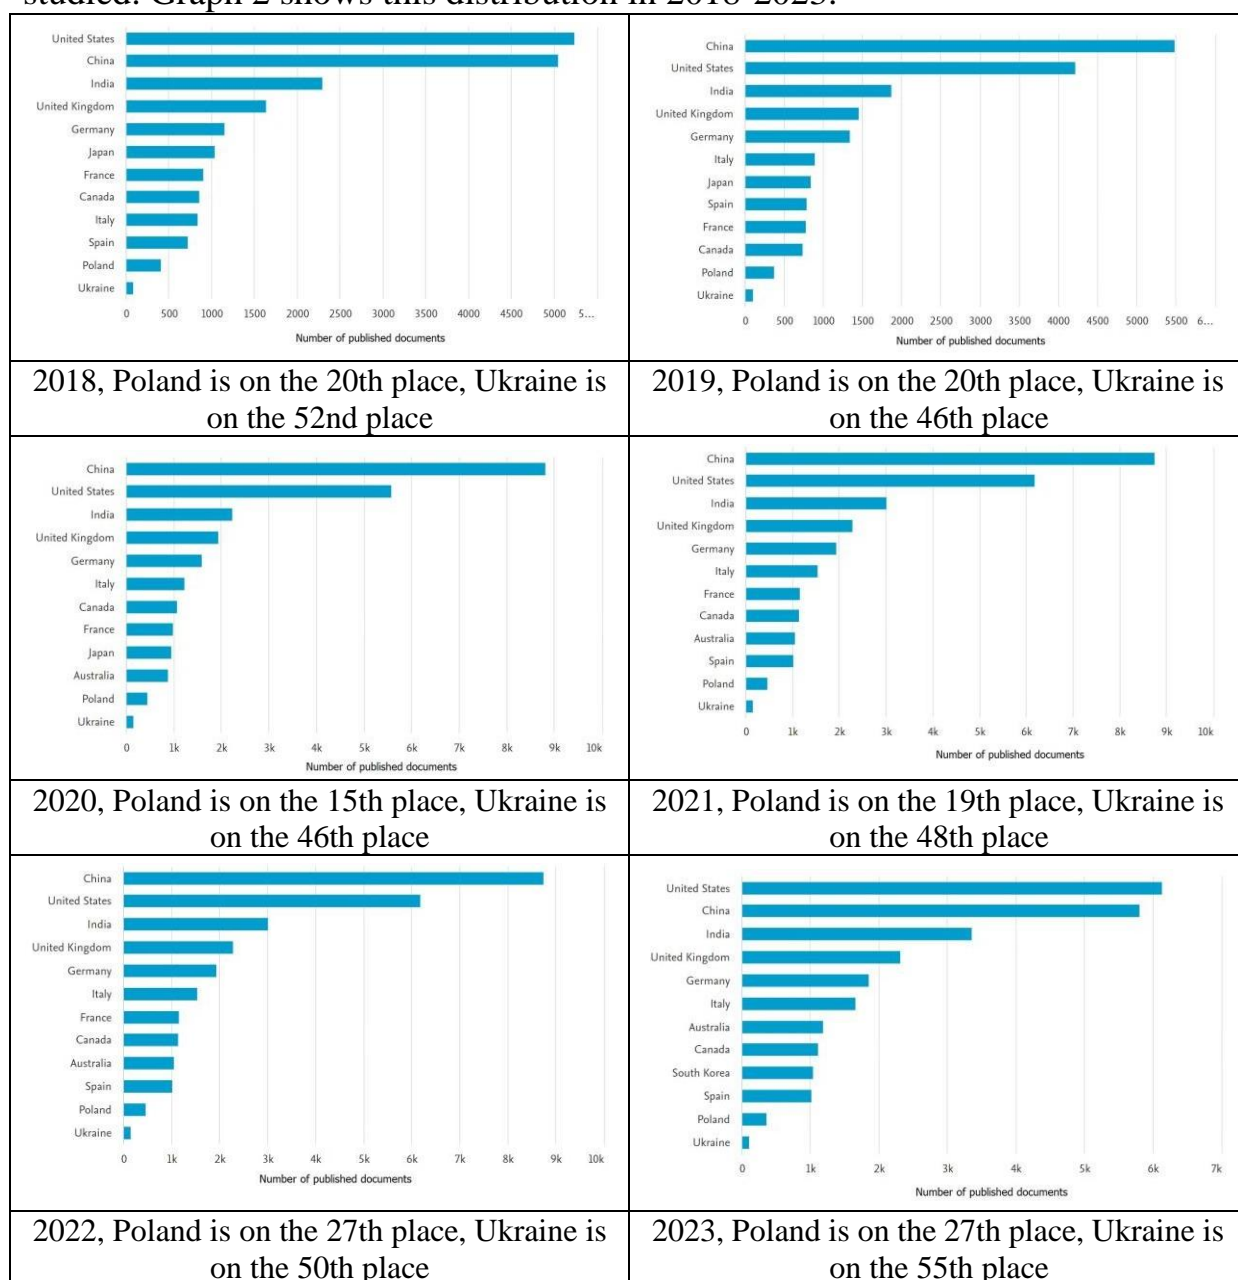 studied. Graph 2 shows this distribution in 2018-2023.
United States
China
India
United Kingdom
Germany
Japan
France
Canada
Italy
Spain
Poland
Ukraine
0 500 1000 1500 2000 2500 3000 3500 4000 4500 5000 5...
Number of published documents
China
United States
India
United Kingdom
Germany
Italy
Japan
Spain
France
Canada
Poland
Ukraine
0 500 1000 1500 2000 2500 3000 3500 4000 4500 5000 5500 6...
Number of published documents
2018, Poland is on the 20th place, Ukraine is
on the 52nd place
2019, Poland is on the 20th place, Ukraine is
on the 46th place
China
United States
India
United Kingdom
Germany
Italy
Canada
France
Japan
Australia
Poland
Ukraine
0 1k 2k 3k 4k 5k 6k 7k 8k 9k 10k
Number of published documents
China
United States
India
United Kingdom
Germany
Italy
France
Canada
Australia
Spain
Poland
Ukraine
0 1k 2k 3k 4k 5k 6k 7k 8k 9k 10k
Number of published documents
2020, Poland is on the 15th place, Ukraine is
on the 46th place
2021, Poland is on the 19th place, Ukraine is
on the 48th place
China
United States
India
United Kingdom
Germany
Italy
France
Canada
Australia
Spain
Poland
Ukraine
0 1k 2k 3k 4k 5k 6k 7k 8k 9k 10k
Number of published documents
United States
China
India
United Kingdom
Germany
Italy
Australia
Canada
South Korea
Spain
Poland
Ukraine
0 1k 2k 3k 4k 5k 6k 7k
Number of published documents
2022, Poland is on the 27th place, Ukraine is
on the 50th place
2023, Poland is on the 27th place, Ukraine is
on the 55th place